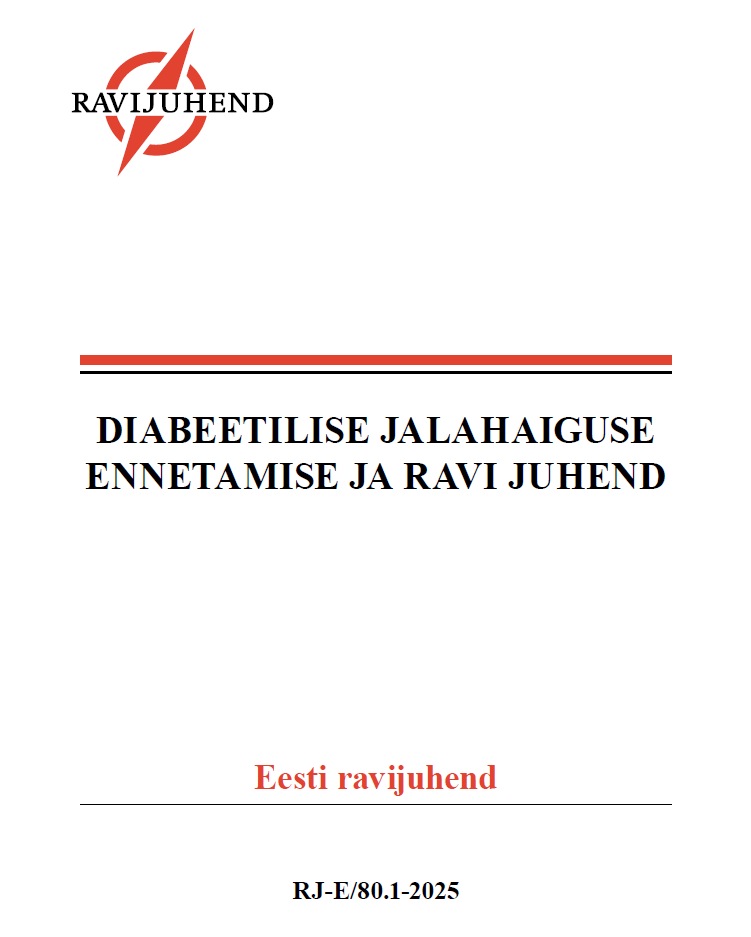 RAVIJUHEND
DIABEETILISE JALAHAIGUSE
ENNETAMISE JA RAVI JUHEND
Eesti ravijuhend
RJ-E/80.1-2025